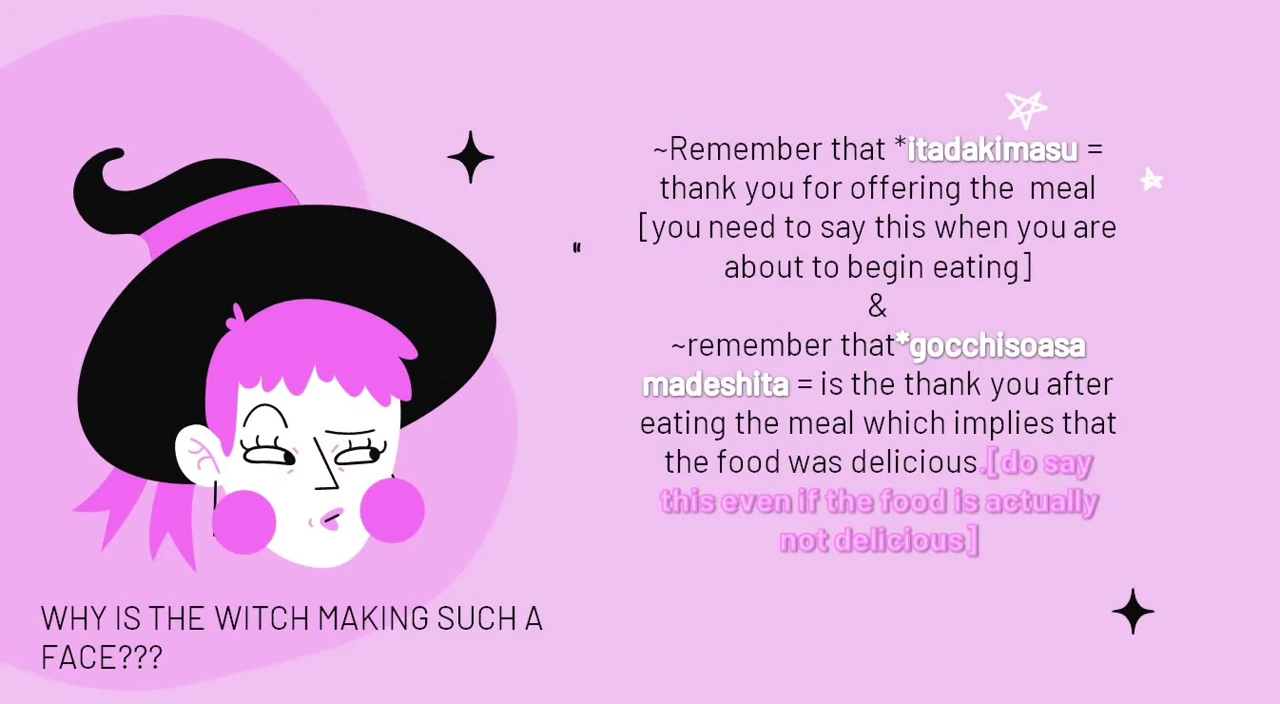 ~Remember that *itadakimasu =
thank you for offering the meal
[you need to say this when you are
about to begin eating]
&
~remember that*gocchisoasa
madeshita = is the thank you after
eating the meal which implies that
the food was delicious.[do say
this even if the food is actually
not delicious]
WHY IS THE WITCH MAKING SUCH A
FACE???